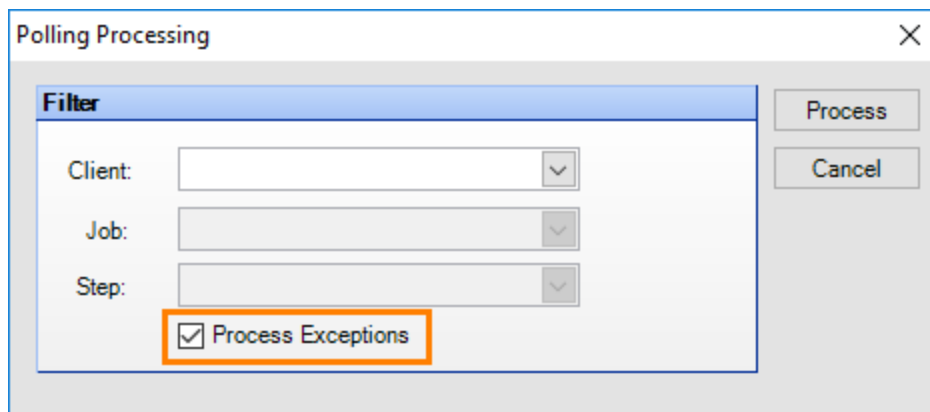 Polling Processing
Filter
Process
Client:
Cancel
Job:
Step:
Process Exceptions